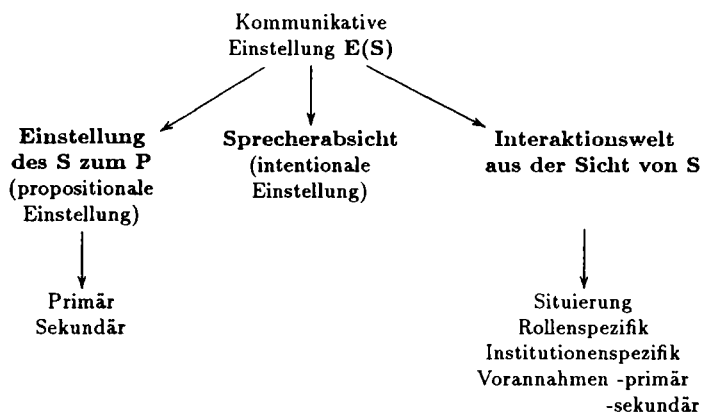 Kommunikative
Einstellung E(S)
Einstellung
des S zum P
(propositionale
Einstellung)
Sprecherabsicht
(intentionale
Einstellung)
Interaktionswelt
aus der Sicht von S
Primär
Sekundär
Situierung
Rollenspezifik
Institutionenspezifik
Vorannahmen -primär
-sekundär